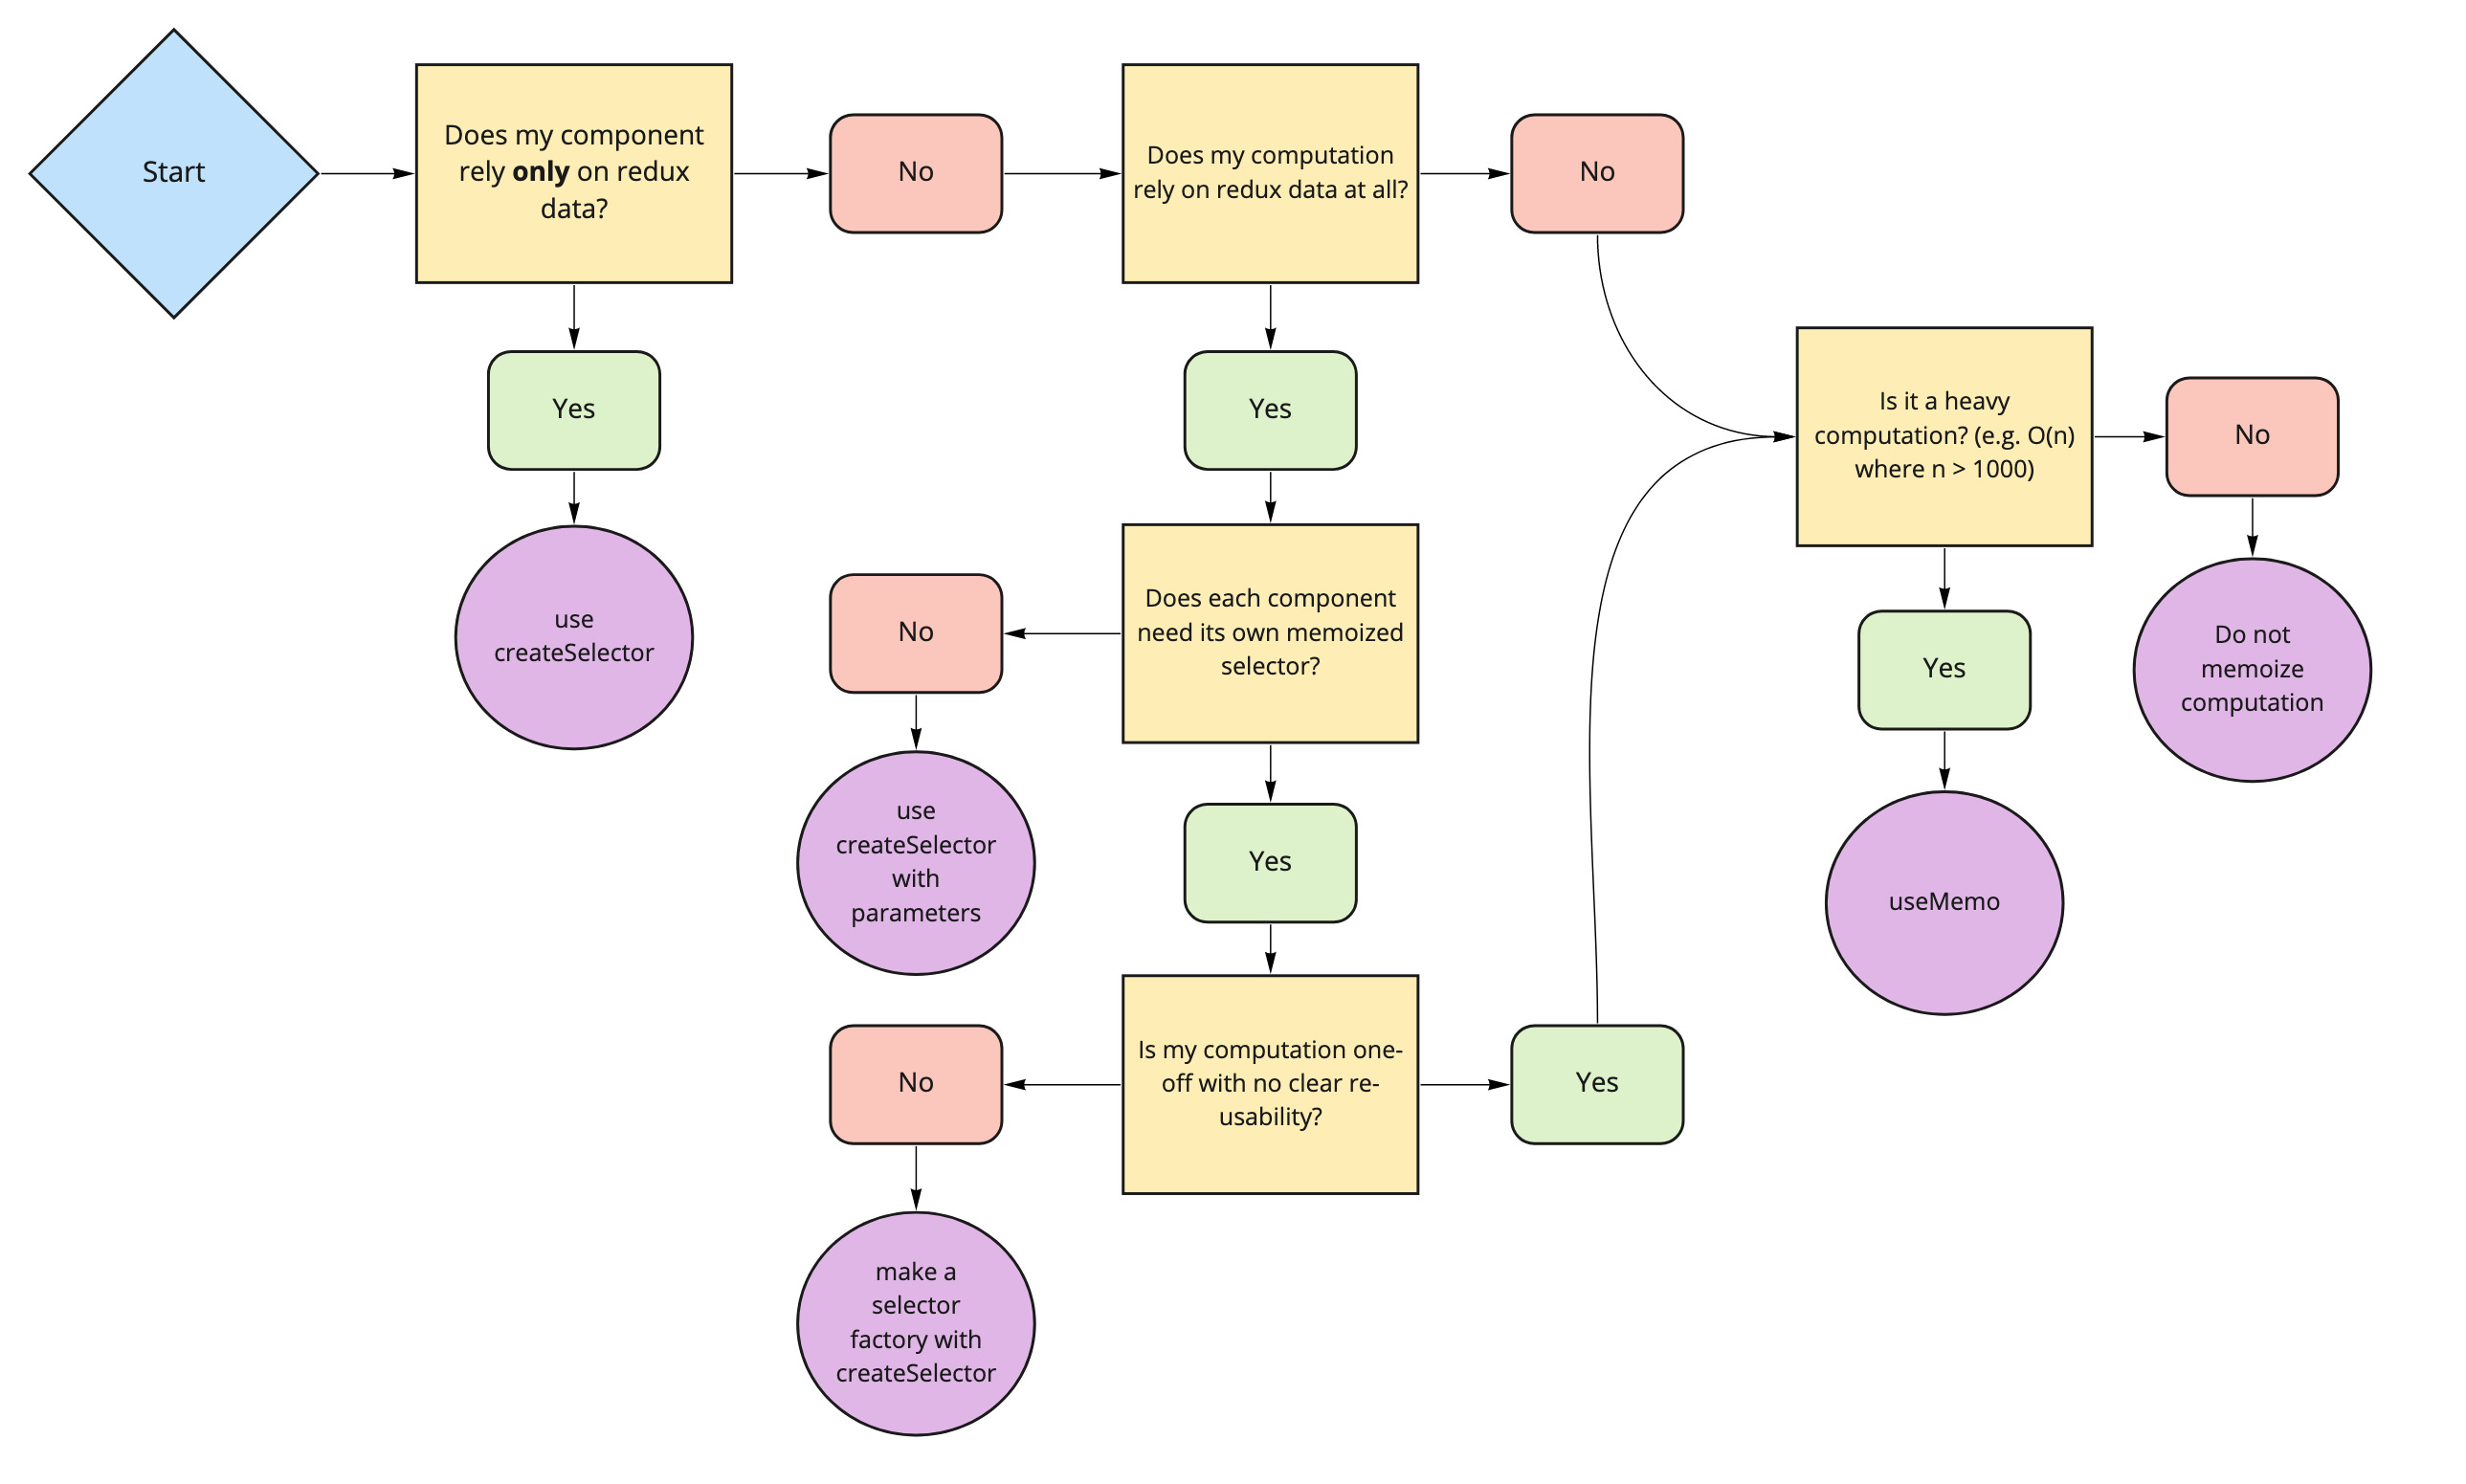 Start
Does my component
rely only on redux
data?
No
Does my computation
rely on redux data at all?
No
Yes
use
createSelector
Yes
Does each component
need its own memoized
selector?
No
use
createSelector
with
parameters
Yes
Is my computation one-
off with no clear re-
usability?
No
make a
selector
factory with
createSelector
Yes
Is it a heavy
computation? (e.g. O(n)
where n > 1000)
No
Do not
memoize
computation
Yes
useMemo